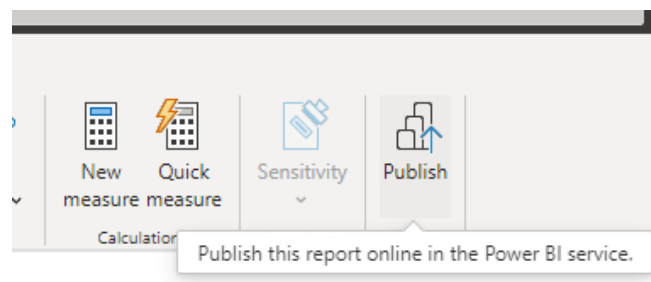 New
measure
Quick
measure
Sensitivity
Publish
Calculation
Publish this report online in the Power BI service.